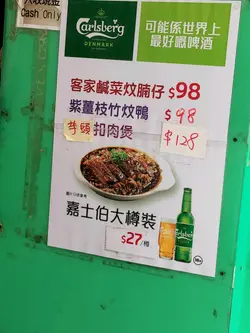 Cash Only
Carlsberg
DENMARK
可能係世界上
最好嘅啤酒
客家鹹菜炆腩仔 $98
紫薑枝竹炆鴨 $98
芋頭扣肉煲 $128
嘉士伯大樽裝
$27/樽